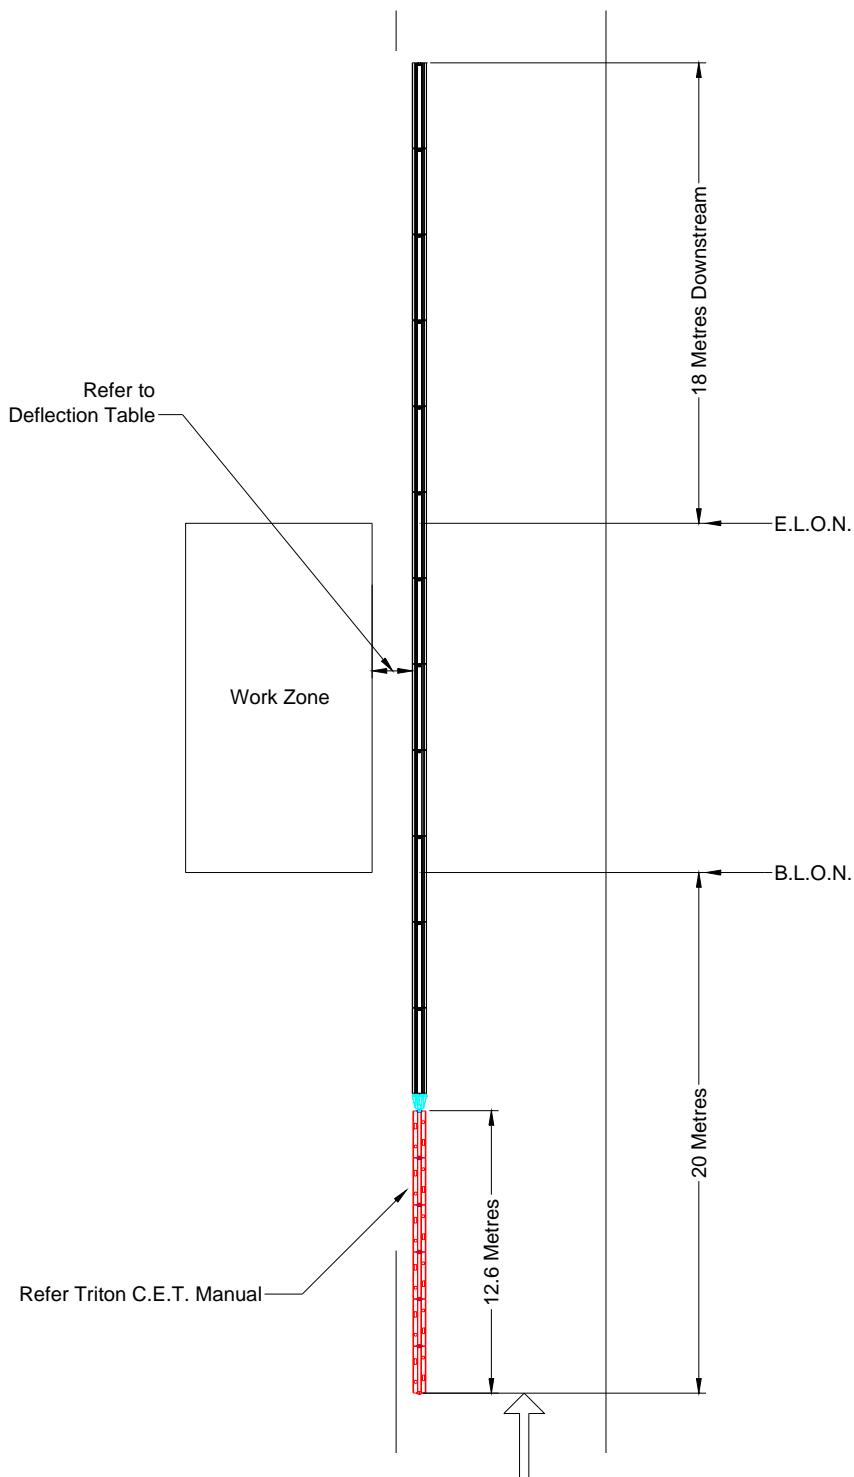 18 Metres Downstream
Refer to
Deflection Table
E.L.O.N.
Work Zone
B.L.O.N.
20 Metres
12.6 Metres
Refer Triton C.E.T. Manual